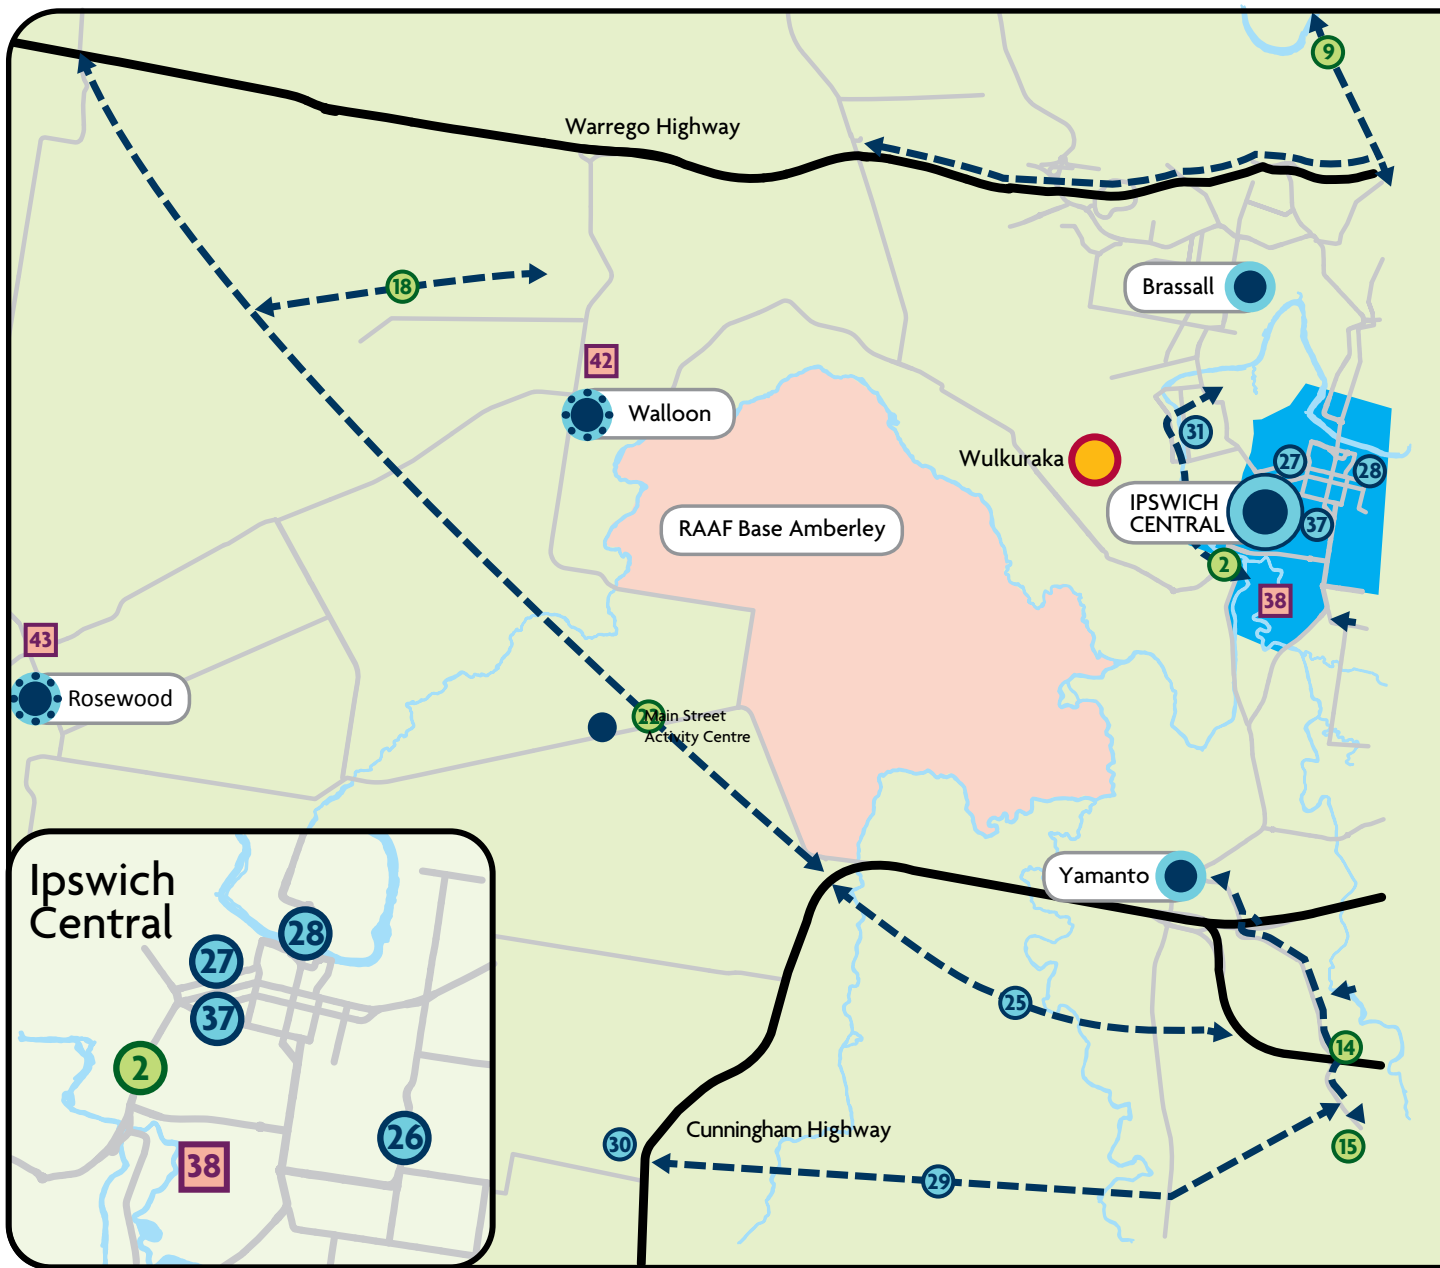 9
Warrego Highway
Brassall
18
42
Walloon
31
Wulkuraka
27
28
IPSWICH
CENTRAL
37
RAAF Base Amberley
2
38
43
Rosewood
Main Street
Activity Centre
Yamanto
25
14
Cunningham Highway
30
15
29
Ipswich
Central
28
27
37
2
26
38